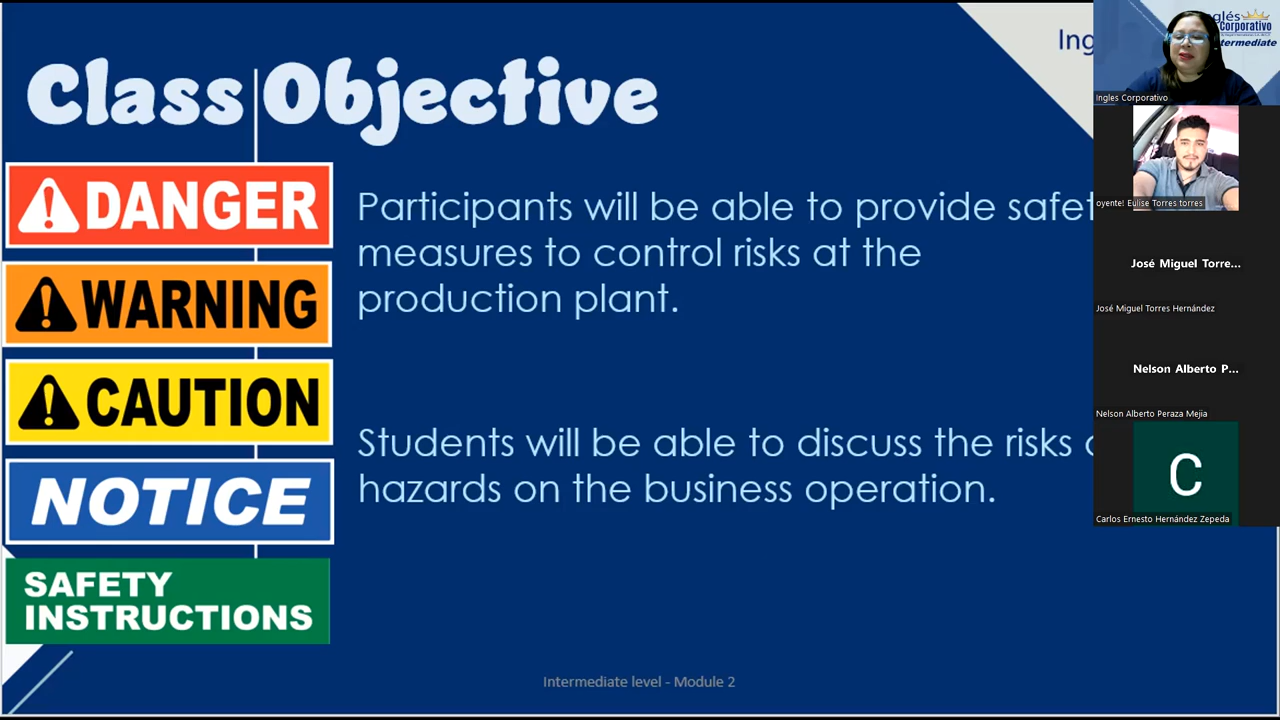 Class Objective
DANGER
WARNING
CAUTION
NOTICE
SAFETY
INSTRUCTIONS
Participants will be able to provide safet
measures to control risks at the
production plant.
Students will be able to discuss the risks
hazards on the business operation.
Intermediate level - Module 2
Ing
nglés
Corporativo
termediate
Ingles Corporativo
oyente! Eulise Torres torres
José Miguel Torre...
José Miguel Torres Hernández
Nelson Alberto P...
Nelson Alberto Peraza Mejia
C
Carlos Ernesto Hernández Zepeda